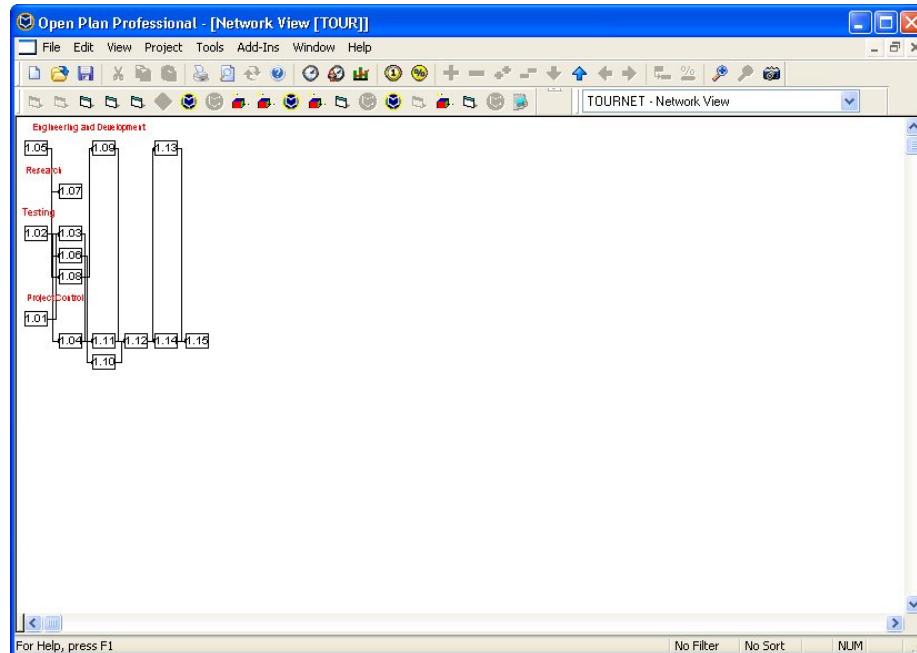 Open Plan Professional - [Network View [TOUR]]
File Edit View Project Tools Add-Ins Window Help
TOURNET - Network View
Engineering and Development
1.05 1.09 1.13
Research
1.07
Testing
1.02 1.03
1.06
1.08
Project Control
1.01
1.04 1.11 1.12 1.14 1.15
1.10
For Help, press F1 No Filter No Sort NUM